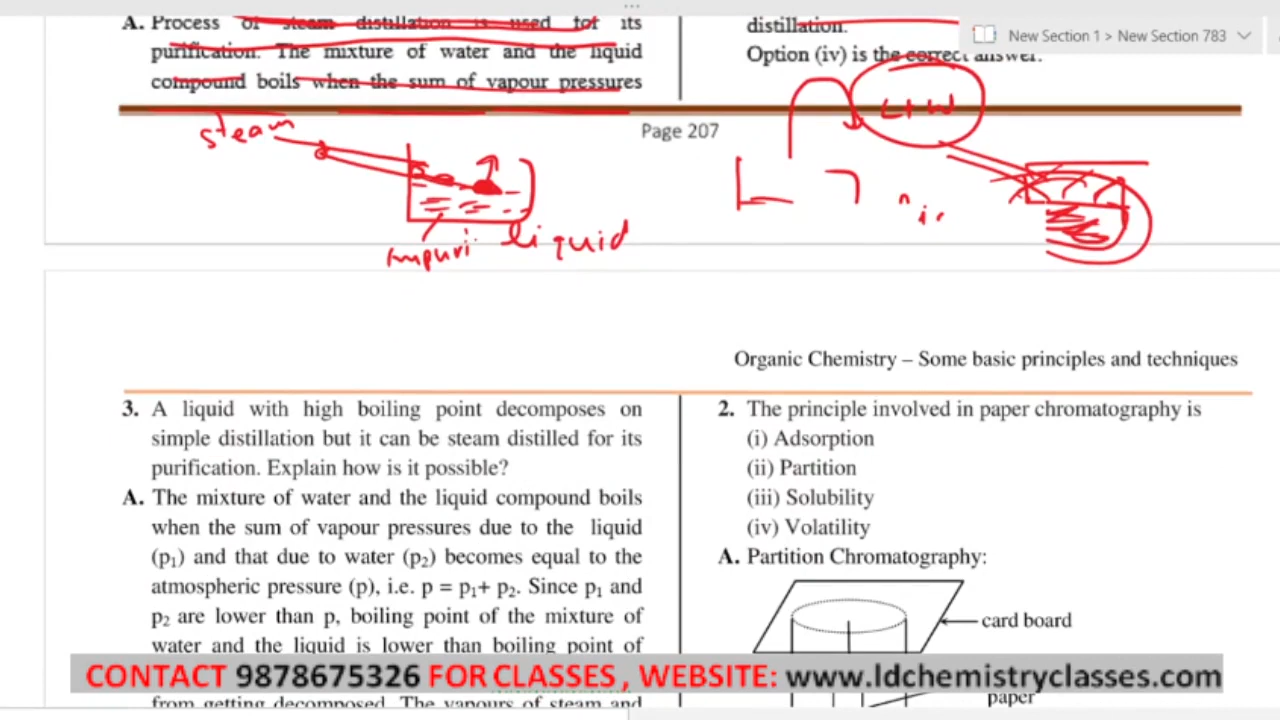 A. Process of steam distillation is used for its
purification. The mixture of water and the liquid
compound boils when the sum of vapour pressures
distillation.
Option (iv) is the correct answer.
New Section 1 > New Section 783
Page 207
steam
liquid
L+W
Organic Chemistry – Some basic principles and techniques
3. A liquid with high boiling point decomposes on
simple distillation but it can be steam distilled for its
purification. Explain how is it possible?
A. The mixture of water and the liquid compound boils
when the sum of vapour pressures due to the liquid
(p₁) and that due to water (p₂) becomes equal to the
atmospheric pressure (p), i.e. p = p₁+ p₂. Since p₁ and
p₂ are lower than p, boiling point of the mixture of
water and the liquid is lower than boiling point of
from getting decomposed. The vapours of steam and
2. The principle involved in paper chromatography is
(i) Adsorption
(ii) Partition
(iii) Solubility
(iv) Volatility
A. Partition Chromatography:
card board
paper
CONTACT 9878675326 FOR CLASSES , WEBSITE: www.ldchemistryclasses.com